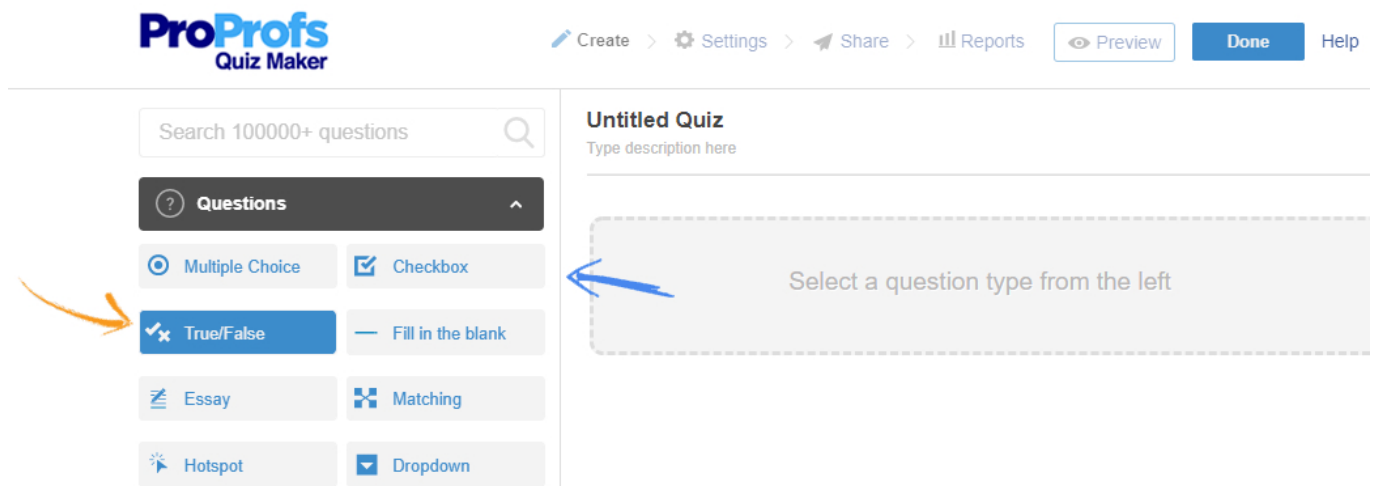 ProProfs
Quiz Maker
Create > Settings > Share > Reports Preview Done Help
Search 100000+ questions
Untitled Quiz
Type description here
? Questions
Multiple Choice Checkbox
Select a question type from the left
True/False Fill in the blank
Essay Matching
Hotspot Dropdown